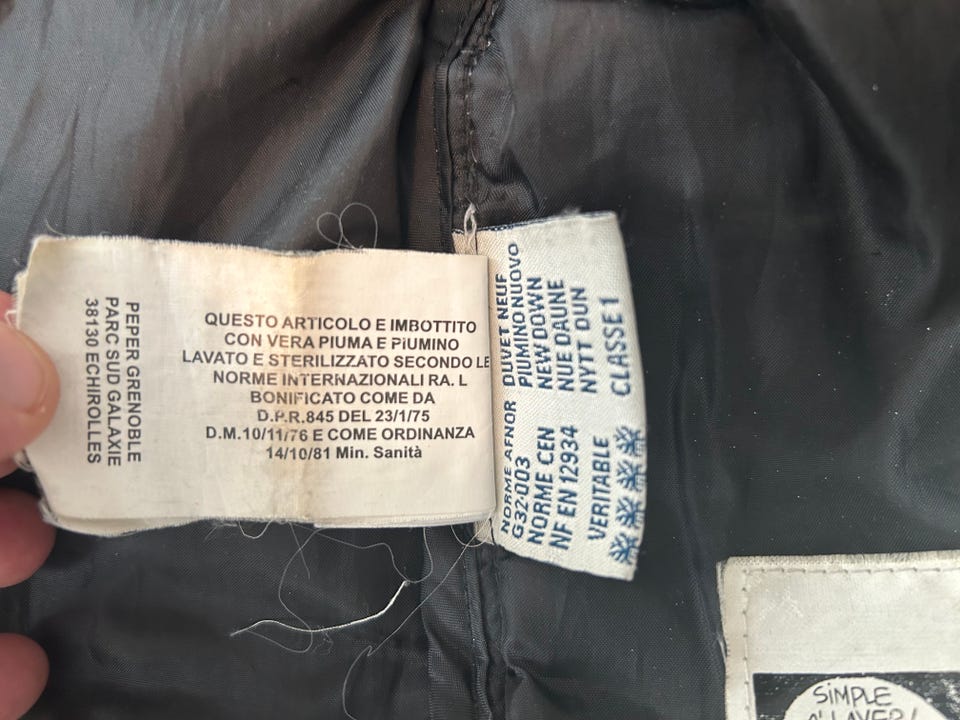 PEPER GRENOBLE
PARC SUD GALAXIE
38130 ECHIROLLES
QUESTO ARTICOLO E IMBOTTITO
CON VERA PIUMA E PIUMINO
LAVATO E STERILIZZATO SECONDO LE
NORME INTERNAZIONALI RA. L
BONIFICATO COME DA
D.P.R.845 DEL 23/1/75
D.M.10/11/76 E COME ORDINANZA
14/10/81 Min. Sanità
NORME AFNOR DUVET NEUF
G32-003 PIUMINO NUOVO
NORME CEN NEW DOWN
NF EN 12934 NUE DAUNE
NYTT DUN
VERITABLE CLASSE 1
SIMPLE